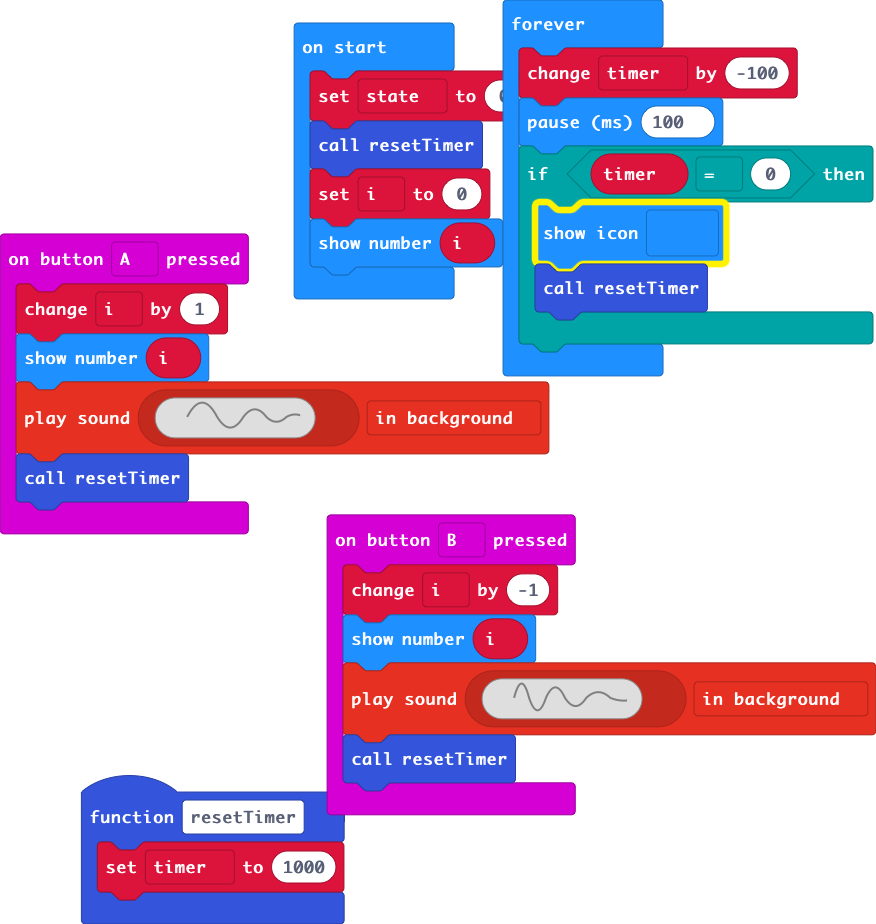 on start
set state to
call resetTimer
set i to 0
show number i
forever
change timer by -100
pause (ms) 100
if timer = 0 then
show icon
call resetTimer
on button A pressed
change i by 1
show number i
play sound in background
call resetTimer
on button B pressed
change i by -1
show number i
play sound in background
call resetTimer
function resetTimer
set timer to 1000